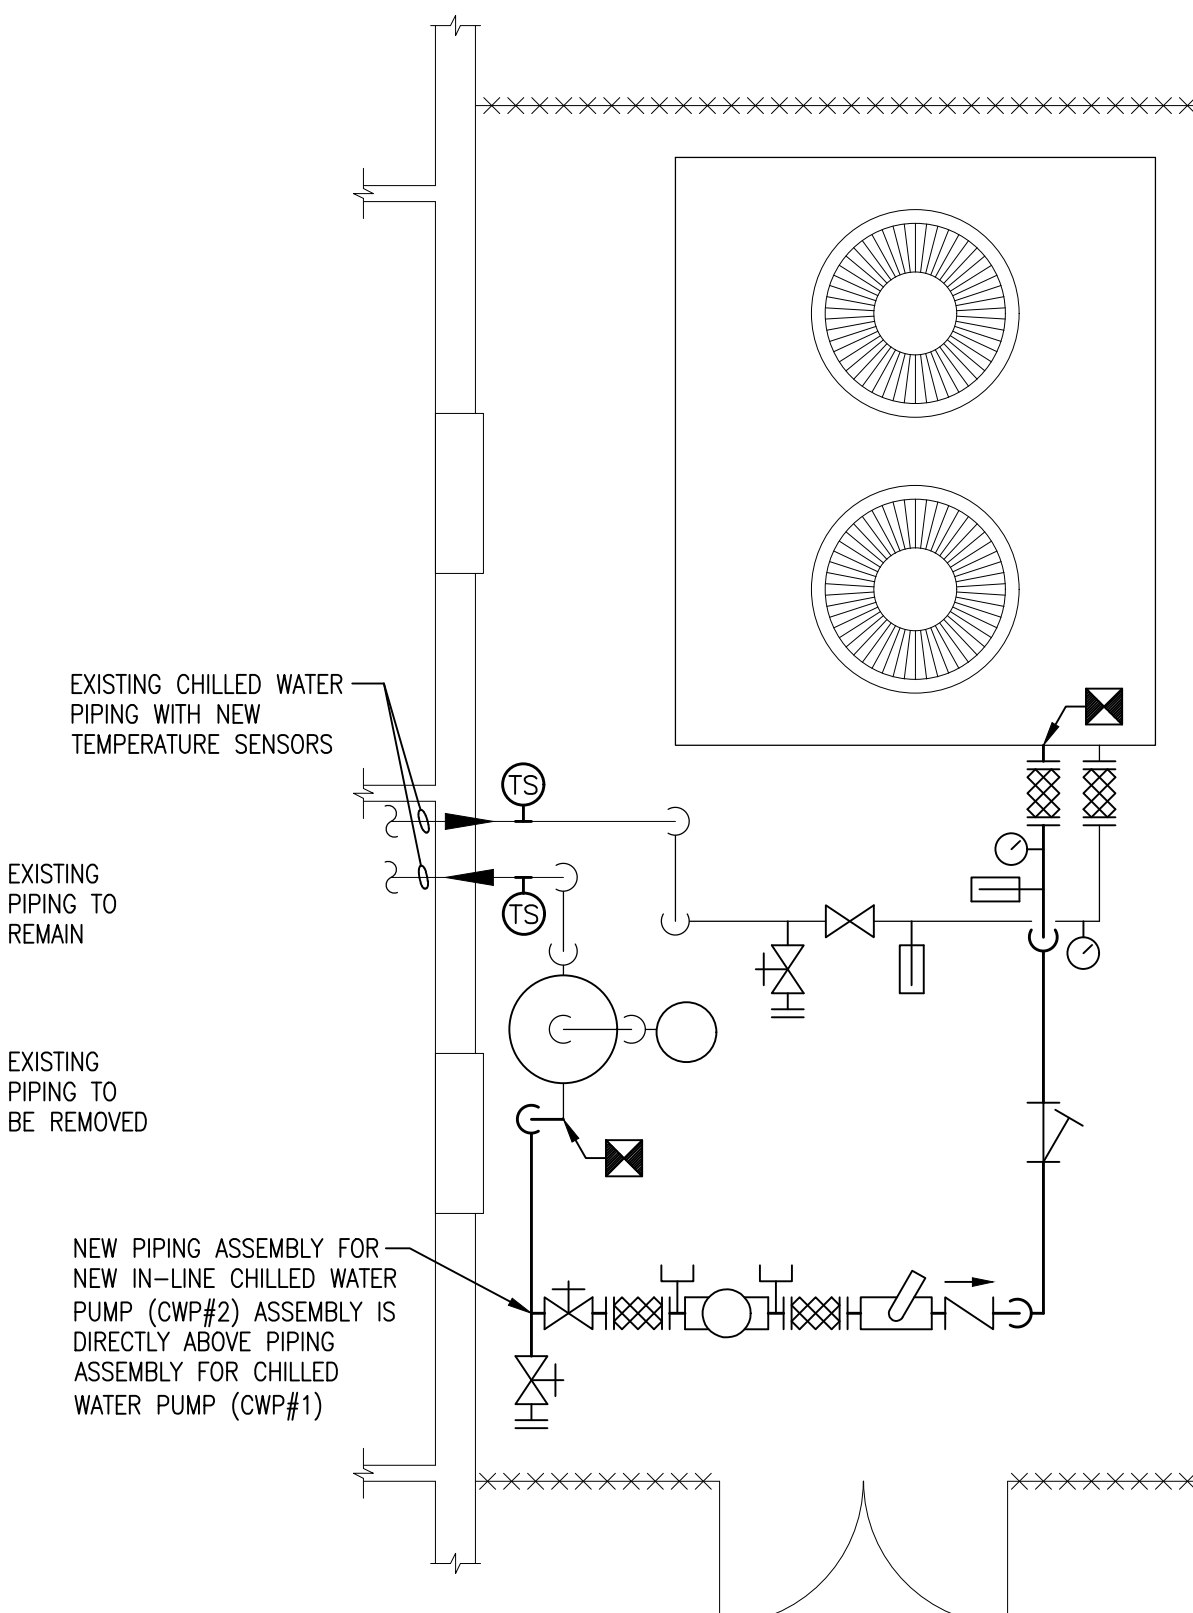 EXISTING CHILLED WATER
PIPING WITH NEW
TEMPERATURE SENSORS
TS
EXISTING
PIPING TO
REMAIN
TS
EXISTING
PIPING TO
BE REMOVED
NEW PIPING ASSEMBLY FOR
NEW IN-LINE CHILLED WATER
PUMP (CWP#2) ASSEMBLY IS
DIRECTLY ABOVE PIPING
ASSEMBLY FOR CHILLED
WATER PUMP (CWP#1)